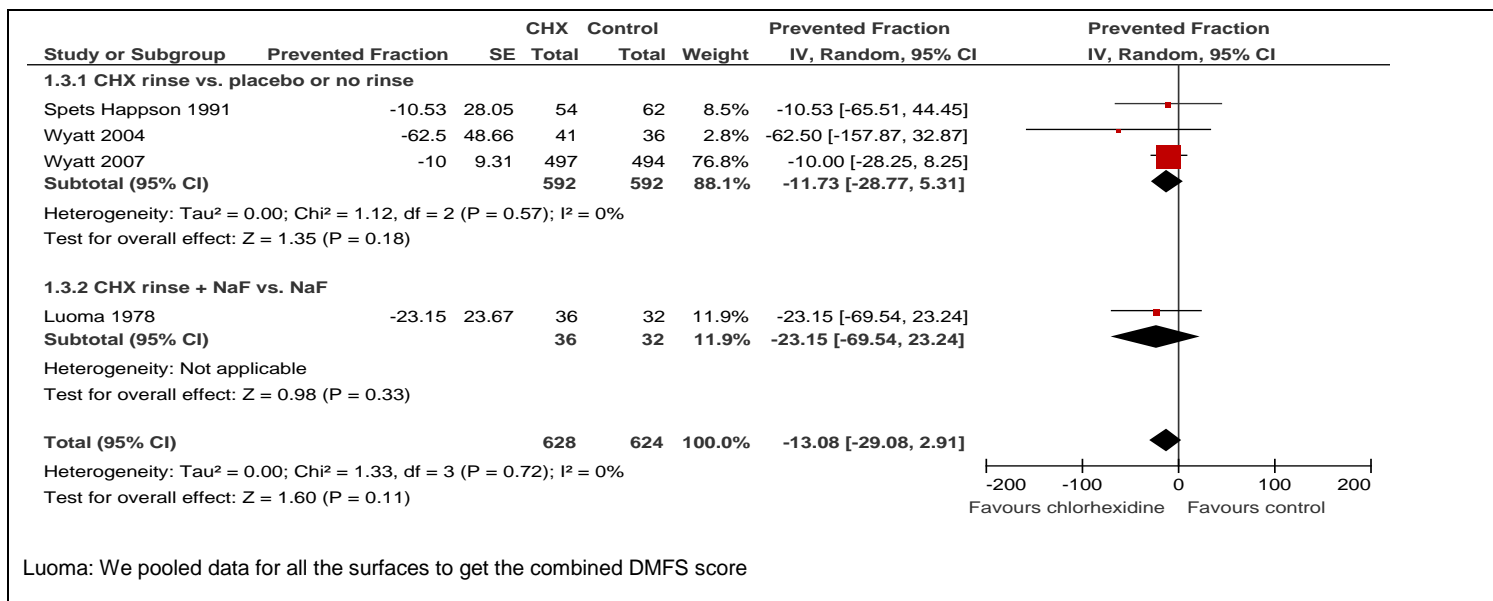 CHX Control Prevented Fraction Prevented Fraction
Study or Subgroup Prevented Fraction SE Total Total Weight IV, Random, 95% CI IV, Random, 95% CI
1.3.1 CHX rinse vs. placebo or no rinse
Spets Happson 1991 -10.53 28.05 54 62 8.5% -10.53 [-65.51, 44.45]
Wyatt 2004 -62.5 48.66 41 36 2.8% -62.50 [-157.87, 32.87]
Wyatt 2007 -10 9.31 497 494 76.8% -10.00 [-28.25, 8.25]
Subtotal (95% CI) 592 592 88.1% -11.73 [-28.77, 5.31]
Heterogeneity: Tau² = 0.00; Chi² = 1.12, df = 2 (P = 0.57); I² = 0%
Test for overall effect: Z = 1.35 (P = 0.18)
1.3.2 CHX rinse + NaF vs. NaF
Luoma 1978 -23.15 23.67 36 32 11.9% -23.15 [-69.54, 23.24]
Subtotal (95% CI) 36 32 11.9% -23.15 [-69.54, 23.24]
Heterogeneity: Not applicable
Test for overall effect: Z = 0.98 (P = 0.33)
Total (95% CI) 628 624 100.0% -13.08 [-29.08, 2.91]
Heterogeneity: Tau² = 0.00; Chi² = 1.33, df = 3 (P = 0.72); I² = 0%
Test for overall effect: Z = 1.60 (P = 0.11)
-200 -100 0 100 200
Favours chlorhexidine Favours control
Luoma: We pooled data for all the surfaces to get the combined DMFS score